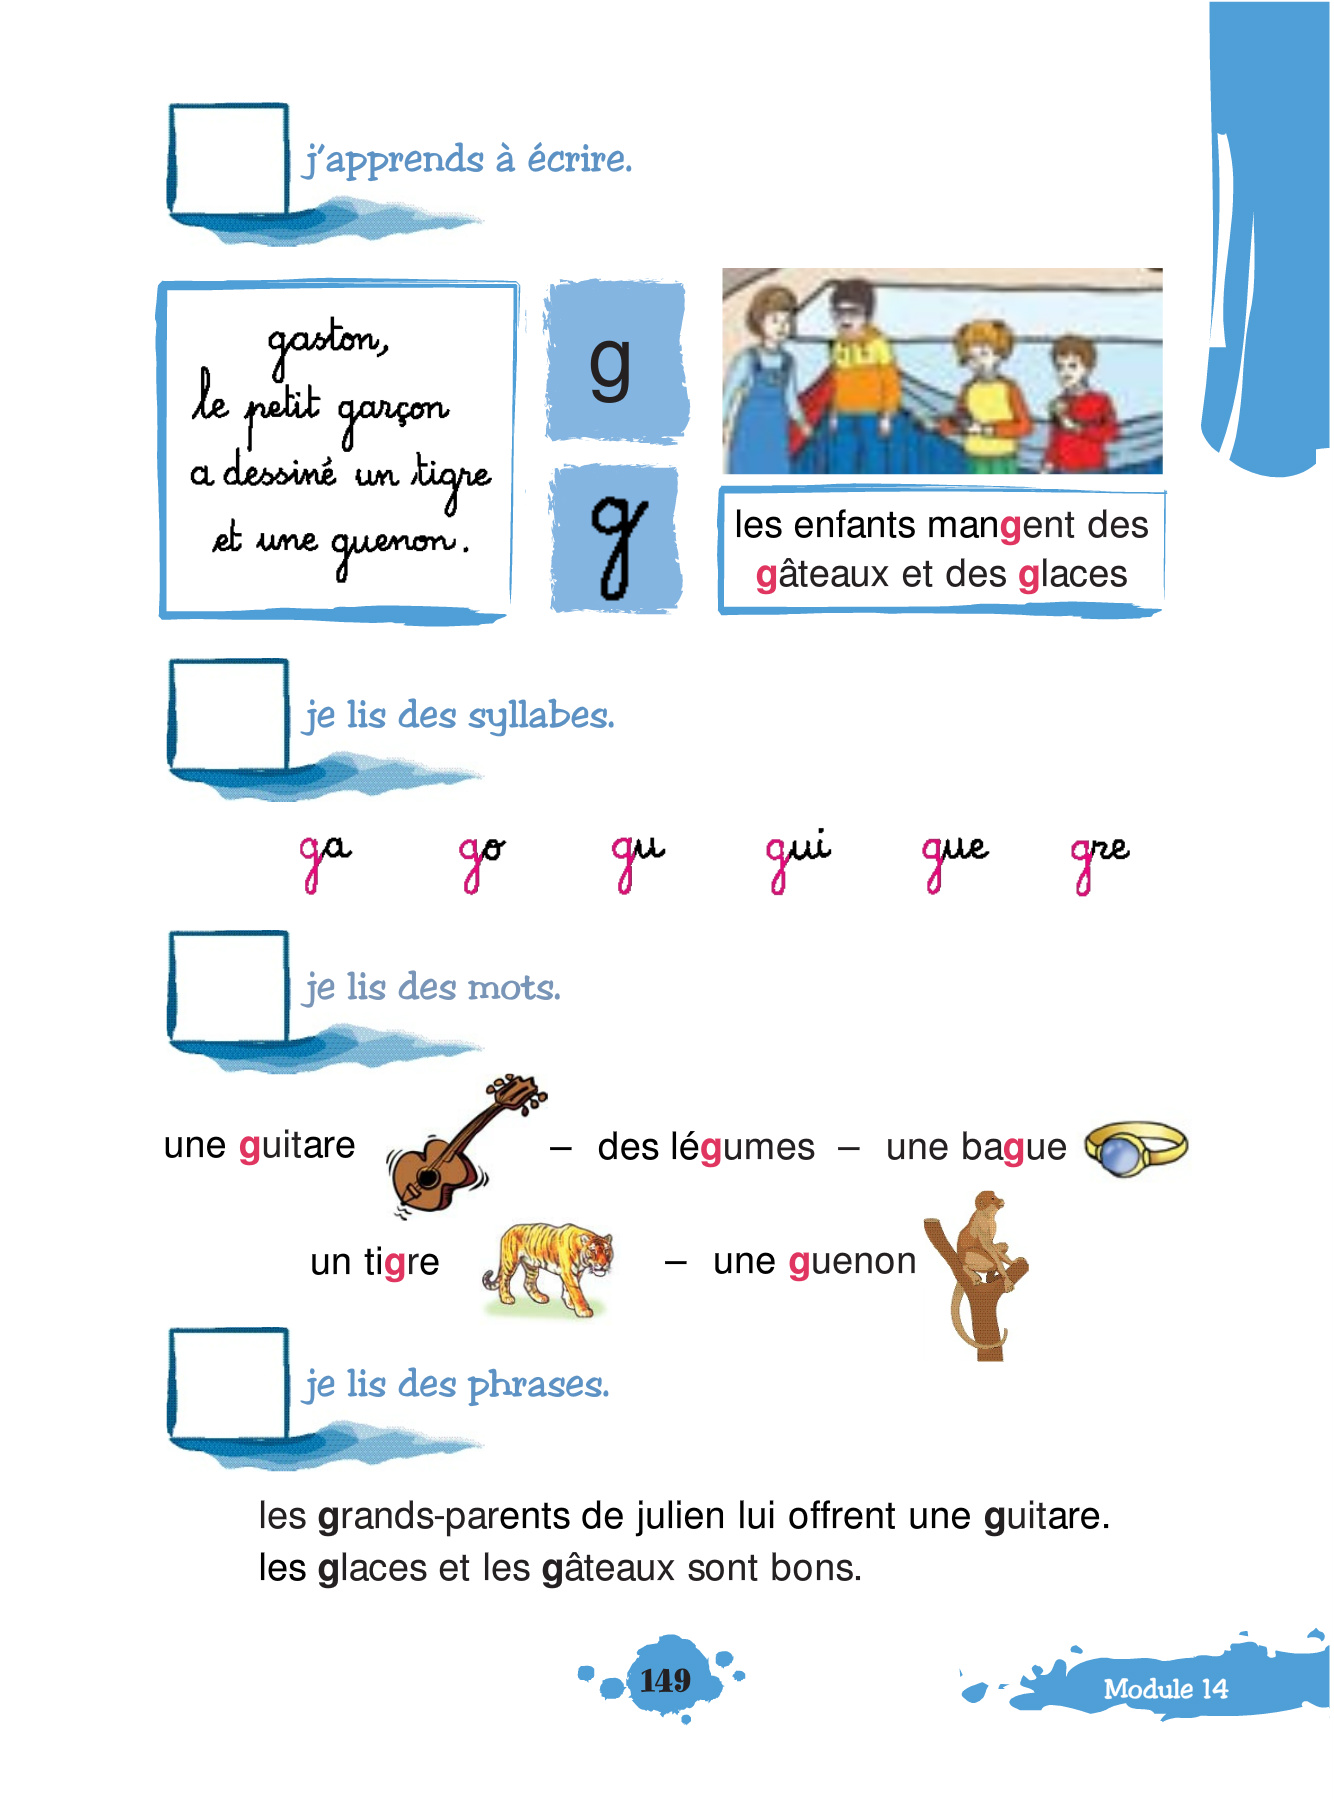 j'apprends à écrire.
gaston,
le petit garçon
a dessiné un tigre
et une guenon.
g
g
les enfants mangent des
gâteaux et des glaces
je lis des syllabes.
ga go gu gui gue gre
je lis des mots.
une guitare – des légumes – une bague
un tigre – une guenon
je lis des phrases.
les grands-parents de julien lui offrent une guitare.
les glaces et les gâteaux sont bons.
149
Module 14